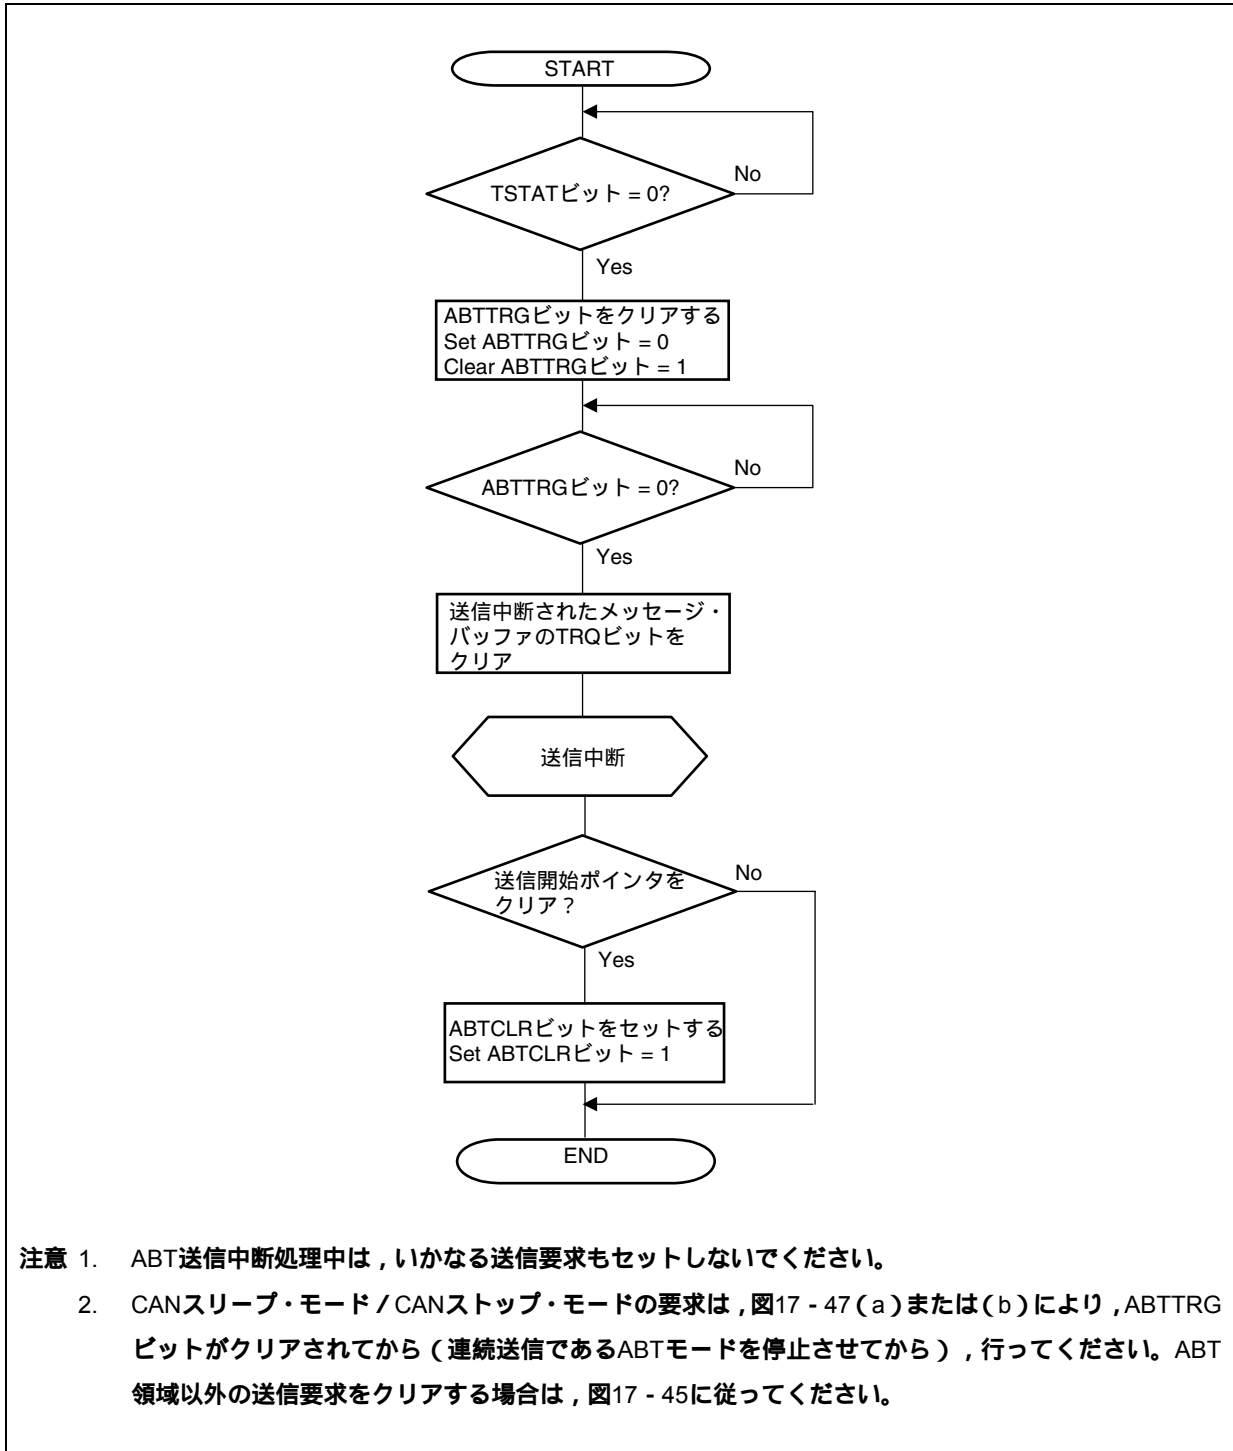 START
No
TSTATビット = 0?
Yes
ABTTRGビットをクリアする
Set ABTTRGビット = 0
Clear ABTTRGビット = 1
No
ABTTRGビット = 0?
Yes
送信中断されたメッセージ・
バッファのTRQビットを
クリア
送信中断
No
送信開始ポインタを
クリア？
Yes
ABTCLRビットをセットする
Set ABTCLRビット = 1
END
注意 1. ABT送信中断処理中は，いかなる送信要求もセットしないでください。
2. CANスリープ・モード／CANストップ・モードの要求は，図17 - 47（a）または（b）により，ABTTRG
ビットがクリアされてから（連続送信であるABTモードを停止させてから），行ってください。ABT
領域以外の送信要求をクリアする場合は，図17 - 45に従ってください。